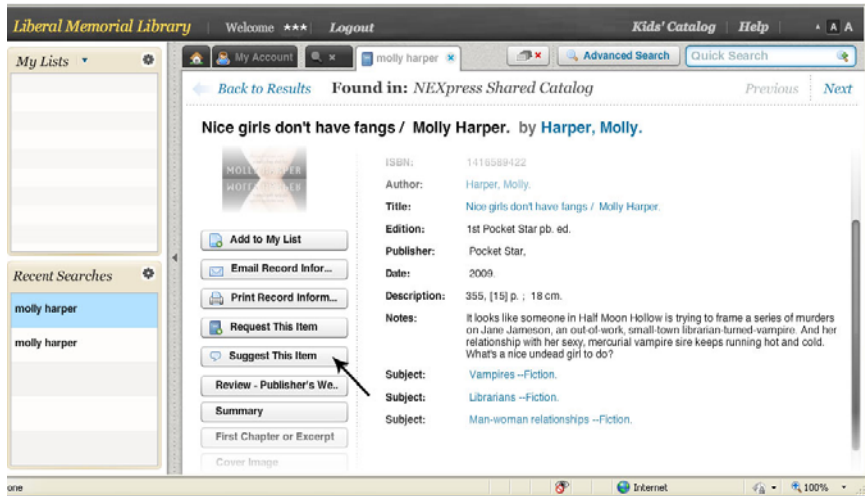 Liberal Memorial Library
Welcome *** Logout
Kids' Catalog Help A A A
My Lists
My Account
molly harper
Advanced Search
Quick Search
Back to Results Found in: NEXpress Shared Catalog Previous Next
Nice girls don't have fangs / Molly Harper. by Harper, Molly.
MOLLY HARPER
Add to My List
Email Record Infor...
Print Record Inform...
Request This Item
Suggest This Item
Review - Publisher's We..
Summary
First Chapter or Excerpt
Cover Image
ISBN: 1416589422
Author: Harper, Molly.
Title: Nice girls don't have fangs / Molly Harper.
Edition: 1st Pocket Star pb. ed.
Publisher: Pocket Star,
Date: 2009.
Description: 355, [15] p. ; 18 cm.
Notes: It looks like someone in Half Moon Hollow is trying to frame a series of murders
on Jane Jameson, an out-of-work, small-town librarian-turned-vampire. And her
relationship with her sexy, mercurial vampire sire keeps running hot and cold.
What's a nice undead girl to do?
Subject: Vampires --Fiction.
Subject: Librarians --Fiction.
Subject: Man-woman relationships --Fiction.
Recent Searches
molly harper
molly harper
one
Internet
100%